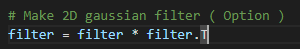 # Make 2D gaussian filter ( Option )
filter = filter * filter.T